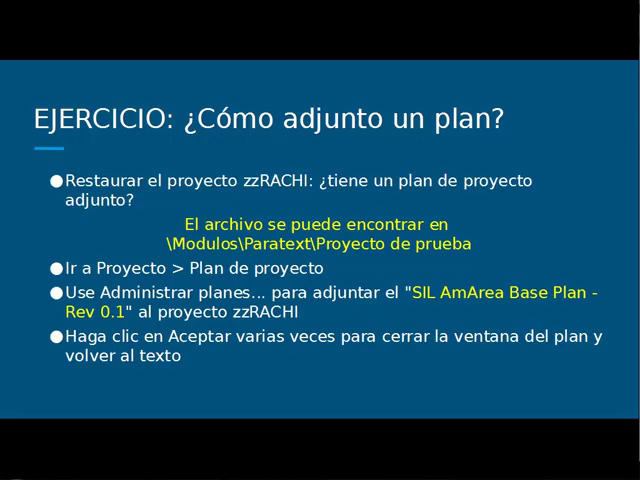 EJERCICIO: ¿Cómo adjunto un plan?
●Restaurar el proyecto zzRACHI: ¿tiene un plan de proyecto
adjunto?
El archivo se puede encontrar en
\Modulos\Paratext\Proyecto de prueba
●Ir a Proyecto > Plan de proyecto
●Use Administrar planes... para adjuntar el "SIL AmArea Base Plan -
Rev 0.1" al proyecto zzRACHI
●Haga clic en Aceptar varias veces para cerrar la ventana del plan y
volver al texto